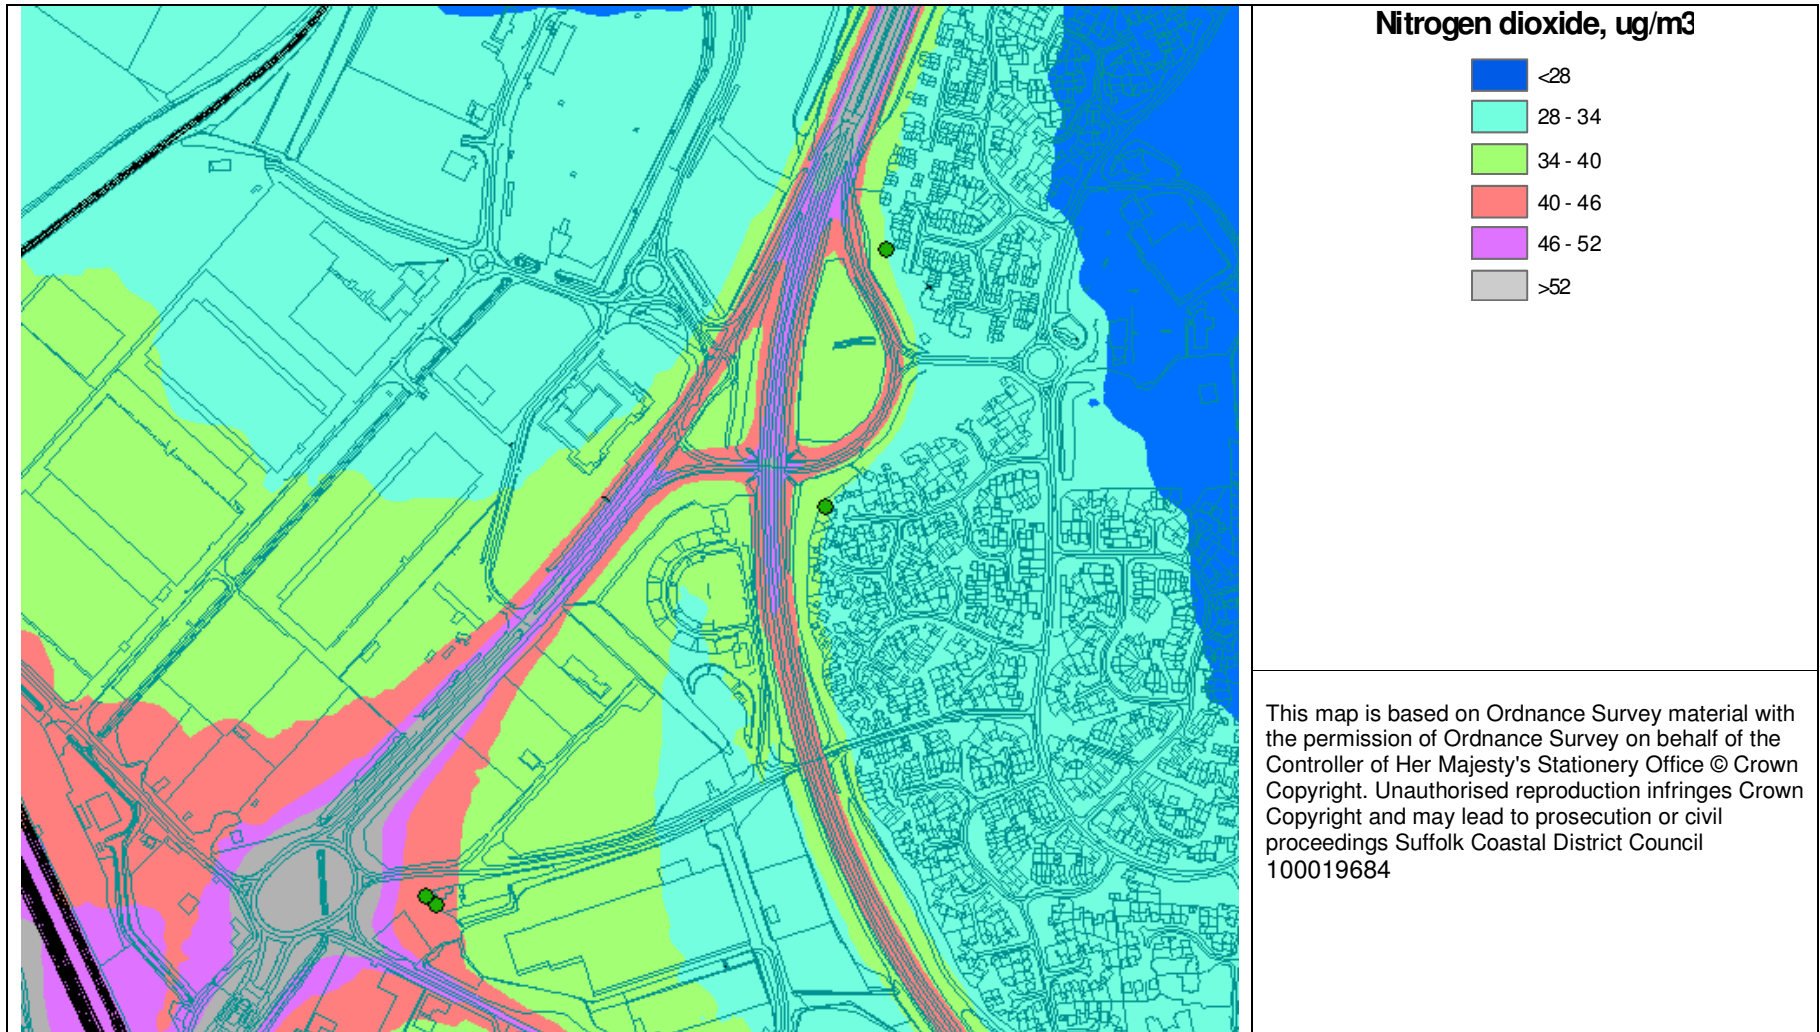 Nitrogen dioxide, ug/m3
<28
28 - 34
34 - 40
40 - 46
46 - 52
>52
This map is based on Ordnance Survey material with
the permission of Ordnance Survey on behalf of the
Controller of Her Majesty's Stationery Office © Crown
Copyright. Unauthorised reproduction infringes Crown
Copyright and may lead to prosecution or civil
proceedings Suffolk Coastal District Council
100019684